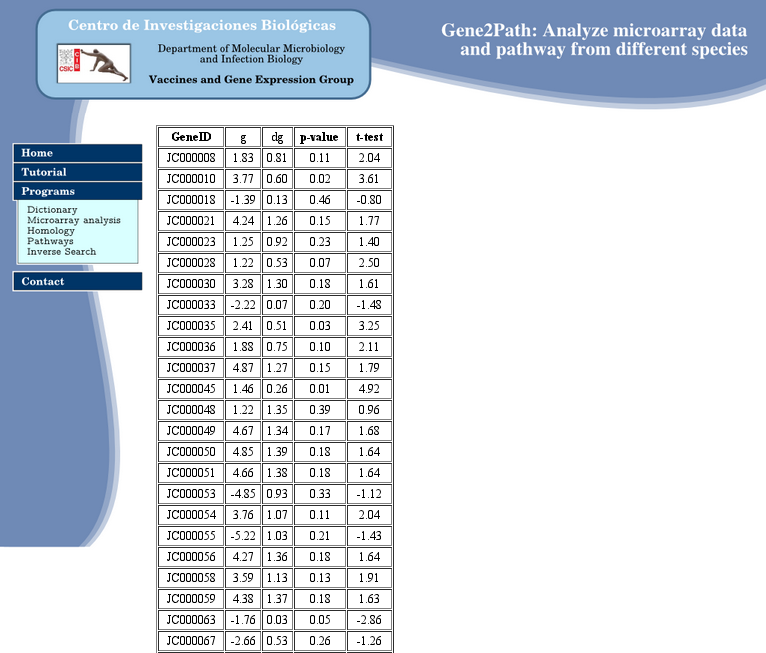 Centro de Investigaciones Biológicas
Department of Molecular Microbiology
and Infection Biology
Vaccines and Gene Expression Group
CSIC
CIB
Gene2Path: Analyze microarray data
and pathway from different species
Home
Tutorial
Programs
Dictionary
Microarray analysis
Homology
Pathways
Inverse Search
Contact
GeneID g dg p-value t-test
JC000008 1.83 0.81 0.11 2.04
JC000010 3.77 0.60 0.02 3.61
JC000018 -1.39 0.13 0.46 -0.80
JC000021 4.24 1.26 0.15 1.77
JC000023 1.25 0.92 0.23 1.40
JC000028 1.22 0.53 0.07 2.50
JC000030 3.28 1.30 0.18 1.61
JC000033 -2.22 0.07 0.20 -1.48
JC000035 2.41 0.51 0.03 3.25
JC000036 1.88 0.75 0.10 2.11
JC000037 4.87 1.27 0.15 1.79
JC000045 1.46 0.26 0.01 4.92
JC000048 1.22 1.35 0.39 0.96
JC000049 4.67 1.34 0.17 1.68
JC000050 4.85 1.39 0.18 1.64
JC000051 4.66 1.38 0.18 1.64
JC000053 -4.85 0.93 0.33 -1.12
JC000054 3.76 1.07 0.11 2.04
JC000055 -5.22 1.03 0.21 -1.43
JC000056 4.27 1.36 0.18 1.64
JC000058 3.59 1.13 0.13 1.91
JC000059 4.38 1.37 0.18 1.63
JC000063 -1.76 0.03 0.05 -2.86
JC000067 -2.66 0.53 0.26 -1.26